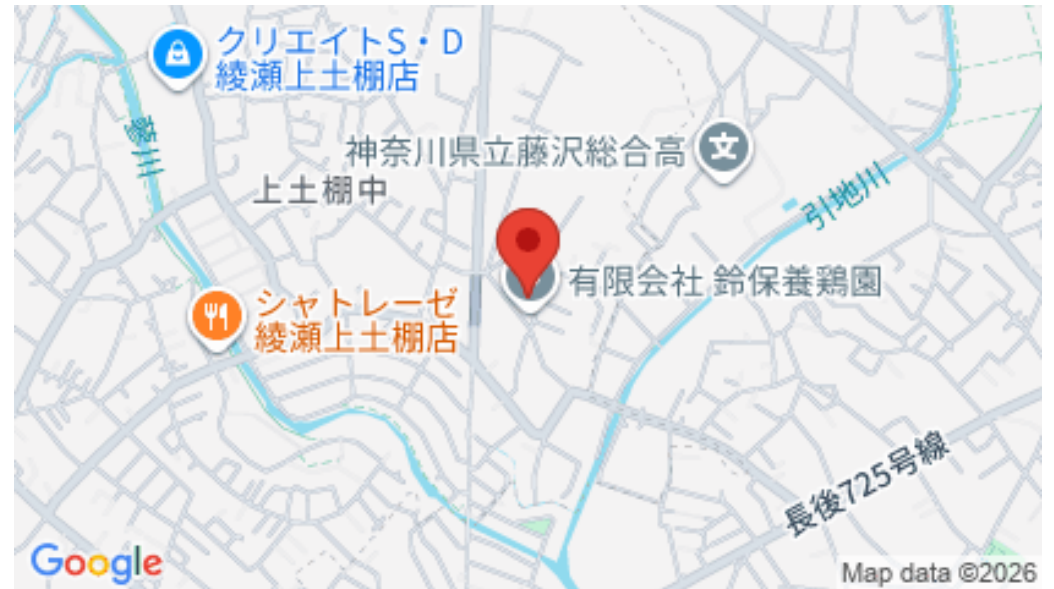 クリエイトS・D
綾瀬上土棚店
蓼川
神奈川県立藤沢総合高
上土棚中
引地川
有限会社 鈴保養鶏園
シャトレーゼ
綾瀬上土棚店
長後725号線
Google
Map data ©2026